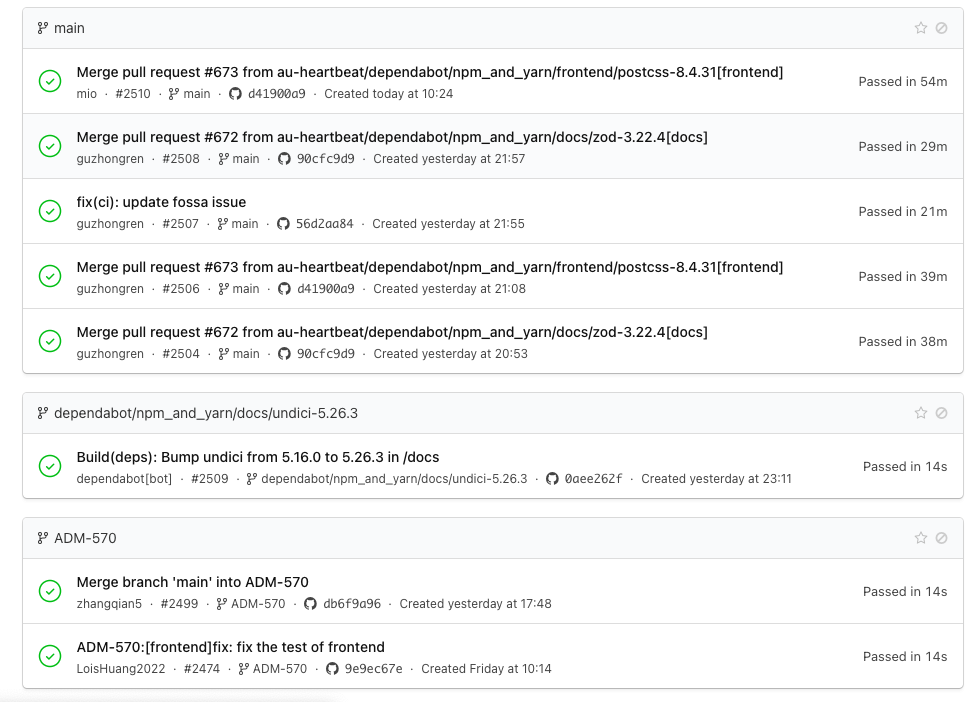 main
Merge pull request #673 from au-heartbeat/dependabot/npm_and_yarn/frontend/postcss-8.4.31[frontend]
Passed in 54m
mio · #2510 · main · d41900a9 · Created today at 10:24
Merge pull request #672 from au-heartbeat/dependabot/npm_and_yarn/docs/zod-3.22.4[docs]
Passed in 29m
guzhongren · #2508 · main · 90cfc9d9 · Created yesterday at 21:57
fix(ci): update fossa issue
Passed in 21m
guzhongren · #2507 · main · 56d2aa84 · Created yesterday at 21:55
Merge pull request #673 from au-heartbeat/dependabot/npm_and_yarn/frontend/postcss-8.4.31[frontend]
Passed in 39m
guzhongren · #2506 · main · d41900a9 · Created yesterday at 21:08
Merge pull request #672 from au-heartbeat/dependabot/npm_and_yarn/docs/zod-3.22.4[docs]
Passed in 38m
guzhongren · #2504 · main · 90cfc9d9 · Created yesterday at 20:53
dependabot/npm_and_yarn/docs/undici-5.26.3
Build(deps): Bump undici from 5.16.0 to 5.26.3 in /docs
Passed in 14s
dependabot[bot] · #2509 · dependabot/npm_and_yarn/docs/undici-5.26.3 · 0aee262f · Created yesterday at 23:11
ADM-570
Merge branch 'main' into ADM-570
Passed in 14s
zhangqian5 · #2499 · ADM-570 · db6f9a96 · Created yesterday at 17:48
ADM-570:[frontend]fix: fix the test of frontend
Passed in 14s
LoisHuang2022 · #2474 · ADM-570 · 9e9ec67e · Created Friday at 10:14